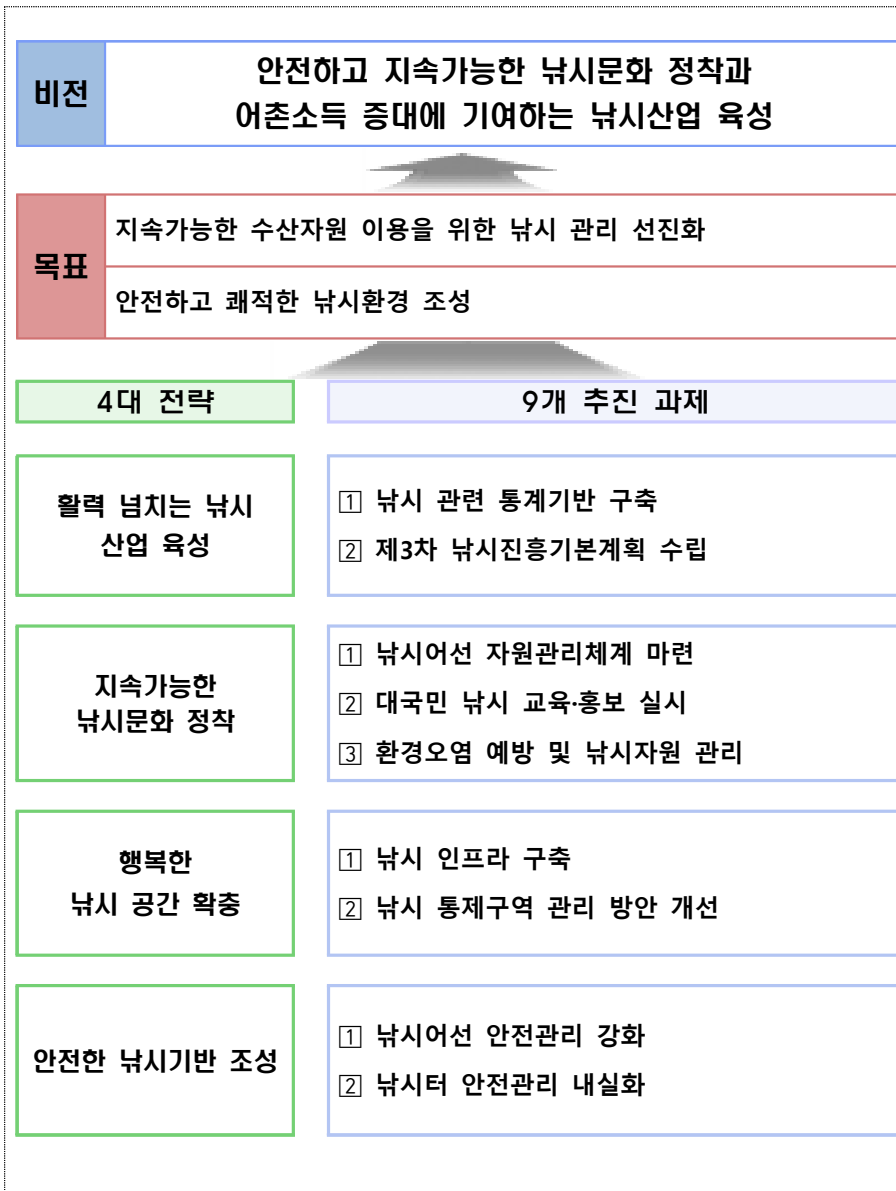 비전
안전하고 지속가능한 낚시문화 정착과
어촌소득 증대에 기여하는 낚시산업 육성
목표
지속가능한 수산자원 이용을 위한 낚시 관리 선진화
안전하고 쾌적한 낚시환경 조성
4대 전략
9개 추진 과제
활력 넘치는 낚시
산업 육성
1 낚시 관련 통계기반 구축
2 제3차 낚시진흥기본계획 수립
지속가능한
낚시문화 정착
1 낚시어선 자원관리체계 마련
2 대국민 낚시 교육·홍보 실시
3 환경오염 예방 및 낚시자원 관리
행복한
낚시 공간 확충
1 낚시 인프라 구축
2 낚시 통제구역 관리 방안 개선
안전한 낚시기반 조성
1 낚시어선 안전관리 강화
2 낚시터 안전관리 내실화